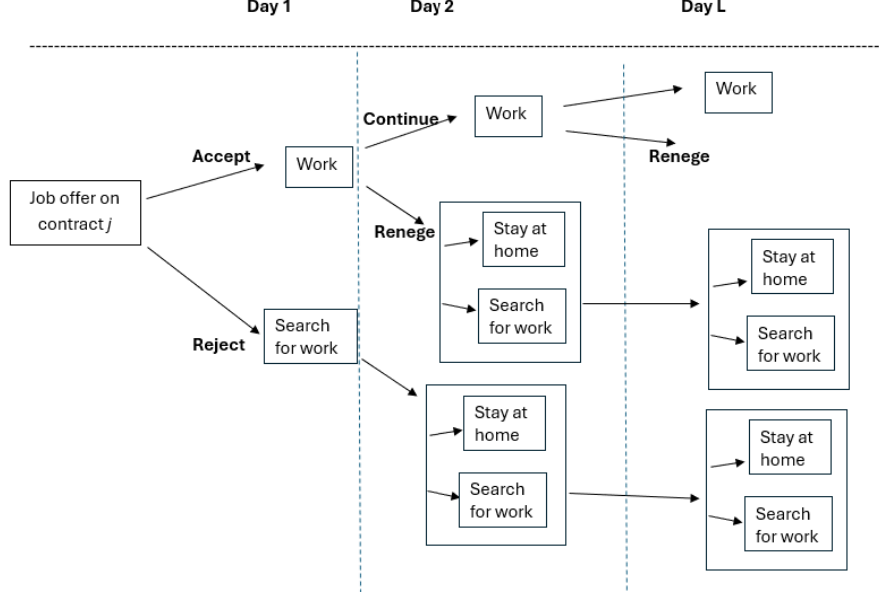 Day 1
Day 2
Day L
Job offer on
contract j
Accept
Work
Reject
Search
for work
Continue
Work
Renege
Stay at
home
Search
for work
Stay at
home
Search
for work
Work
Renege
Stay at
home
Search
for work
Stay at
home
Search
for work